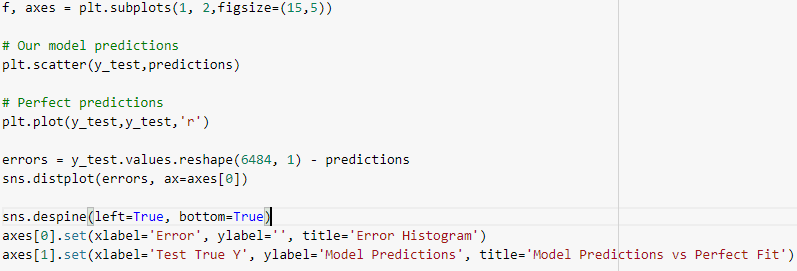 f, axes = plt.subplots(1, 2,figsize=(15,5))
# Our model predictions
plt.scatter(y_test,predictions)
# Perfect predictions
plt.plot(y_test,y_test,'r')
errors = y_test.values.reshape(6484, 1) - predictions
sns.distplot(errors, ax=axes[0])
sns.despine(left=True, bottom=True)
axes[0].set(xlabel='Error', ylabel='', title='Error Histogram')
axes[1].set(xlabel='Test True Y', ylabel='Model Predictions', title='Model Predictions vs Perfect Fit')